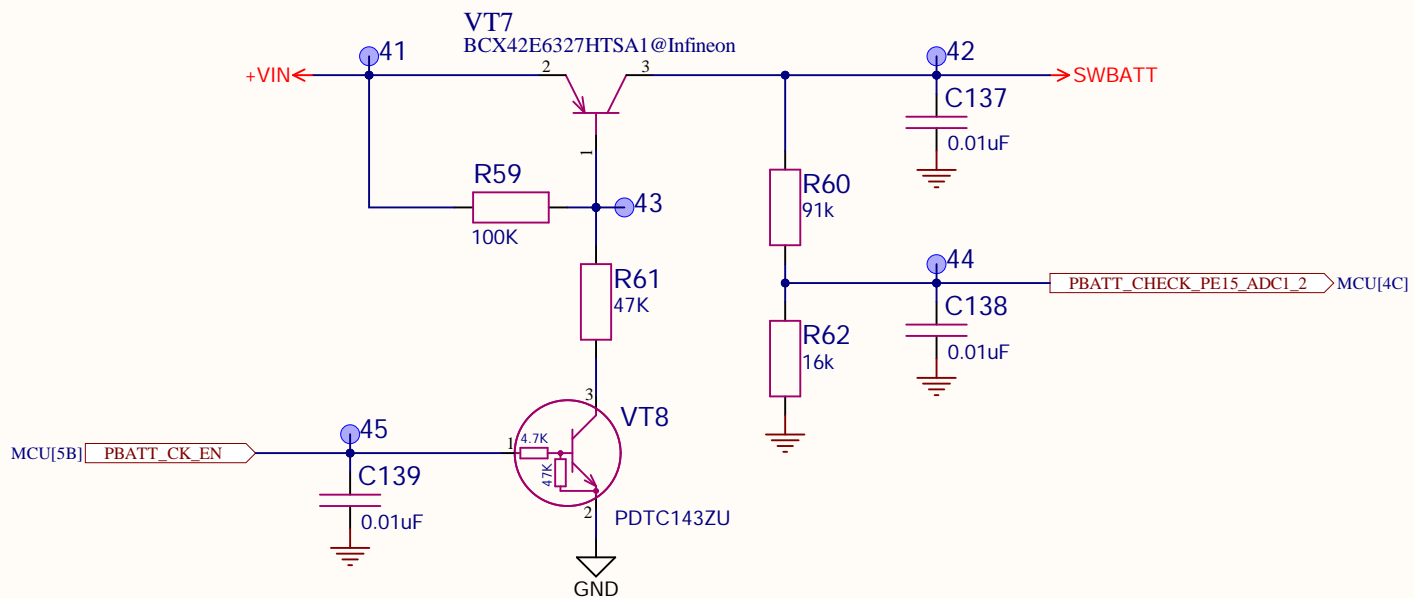 VT7
BCX42E6327HTSA1@Infineon
41
42
+VIN
2
3
SWBATT
C137
0.01uF
1
R59
100K
43
R60
91k
R61
47K
44
PBATT_CHECK_PE15_ADC1_2
MCU[4C]
C138
0.01uF
R62
16k
3
VT8
45
MCU[5B]
PBATT_CK_EN
1
4.7K
47K
C139
0.01uF
2
PDTC143ZU
GND